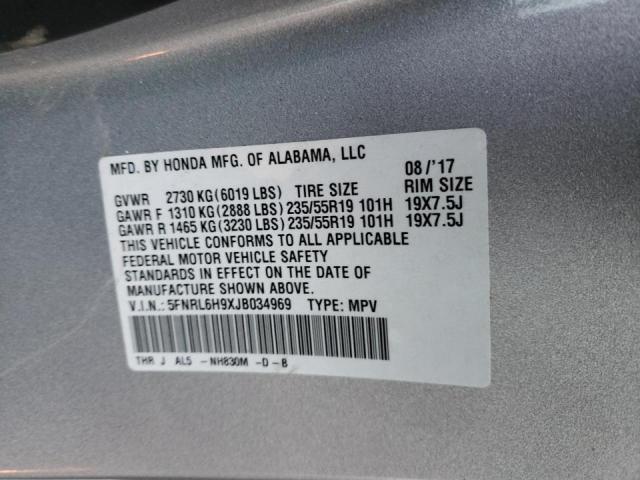 MFD. BY HONDA MFG. OF ALABAMA, LLC 08/'17
GVWR 2730 KG(6019 LBS) TIRE SIZE RIM SIZE
GAWR F 1310 KG(2888 LBS) 235/55R19 101H 19X7.5J
GAWR R 1465 KG(3230 LBS) 235/55R19 101H 19X7.5J
THIS VEHICLE CONFORMS TO ALL APPLICABLE
FEDERAL MOTOR VEHICLE SAFETY
STANDARDS IN EFFECT ON THE DATE OF
MANUFACTURE SHOWN ABOVE.
V.I.N.: 5FNRL6H9XJB034969 TYPE: MPV
THR J AL5 -NH830M -D-B